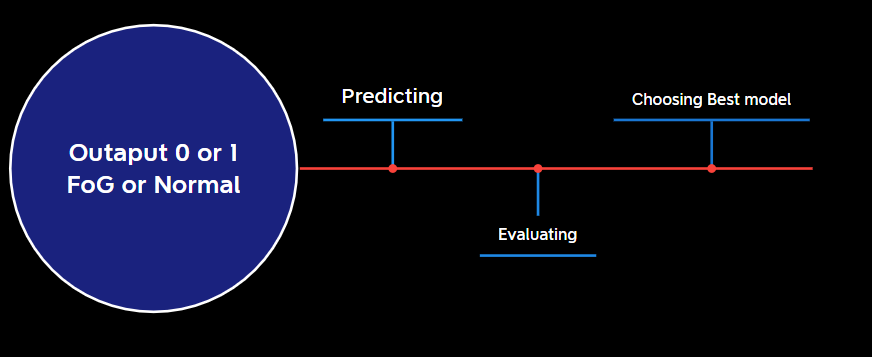 Outaput 0 or 1
FoG or Normal
Predicting
Evaluating
Choosing Best model